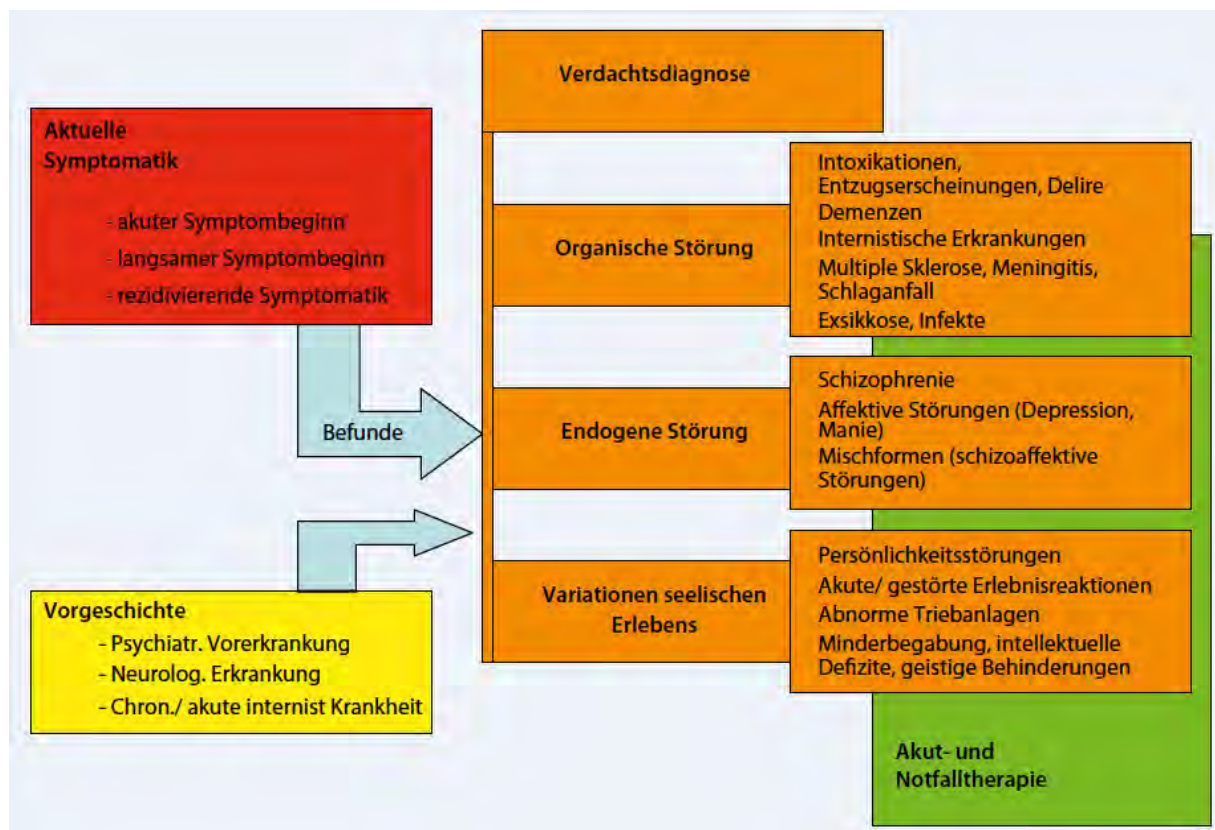 Verdachtsdiagnose
Aktuelle
Symptomatik
- akuter Symptombeginn
- langsamer Symptombeginn
- rezidivierende Symptomatik
Befunde
Vorgeschichte
- Psychiatr. Vorerkrankung
- Neurolog. Erkrankung
- Chron./ akute internist Krankheit
Organische Störung
Intoxikationen,
Entzugserscheinungen, Delire
Demenzen
Internistische Erkrankungen
Multiple Sklerose, Meningitis,
Schlaganfall
Exsikkose, Infekte
Endogene Störung
Schizophrenie
Affektive Störungen (Depression,
Manie)
Mischformen (schizoaffektive
Störungen)
Variationen seelischen
Erlebens
Persönlichkeitsstörungen
Akute/ gestörte Erlebnisreaktionen
Abnorme Triebanlagen
Minderbegabung, intellektuelle
Defizite, geistige Behinderungen
Akut- und
Notfalltherapie